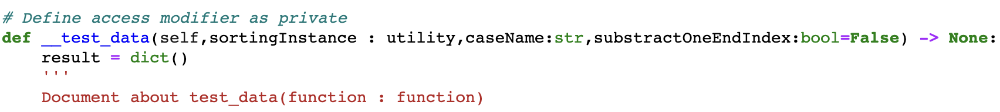 # Define access modifier as private
def __test_data(self,sortingInstance : utility,caseName:str,substractOneEndIndex:bool=False) -> None:
    result = dict()
    '''
    Document about test_data(function : function)